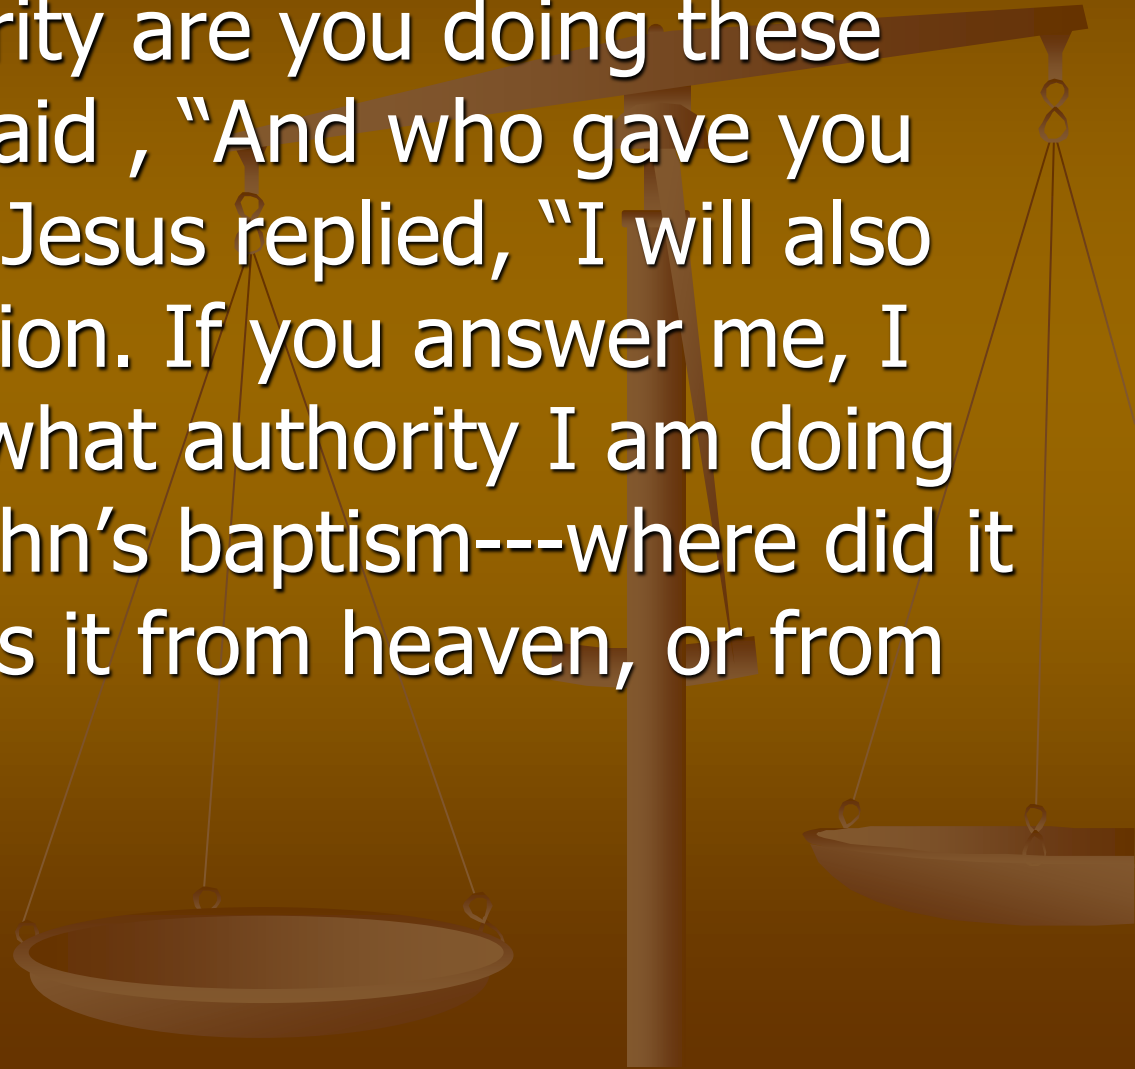 rity are you doing these
aid , “And who gave you
Jesus replied, “I will also
ion. If you answer me, I
what authority I am doing
hn’s baptism---where did it
s it from heaven, or from